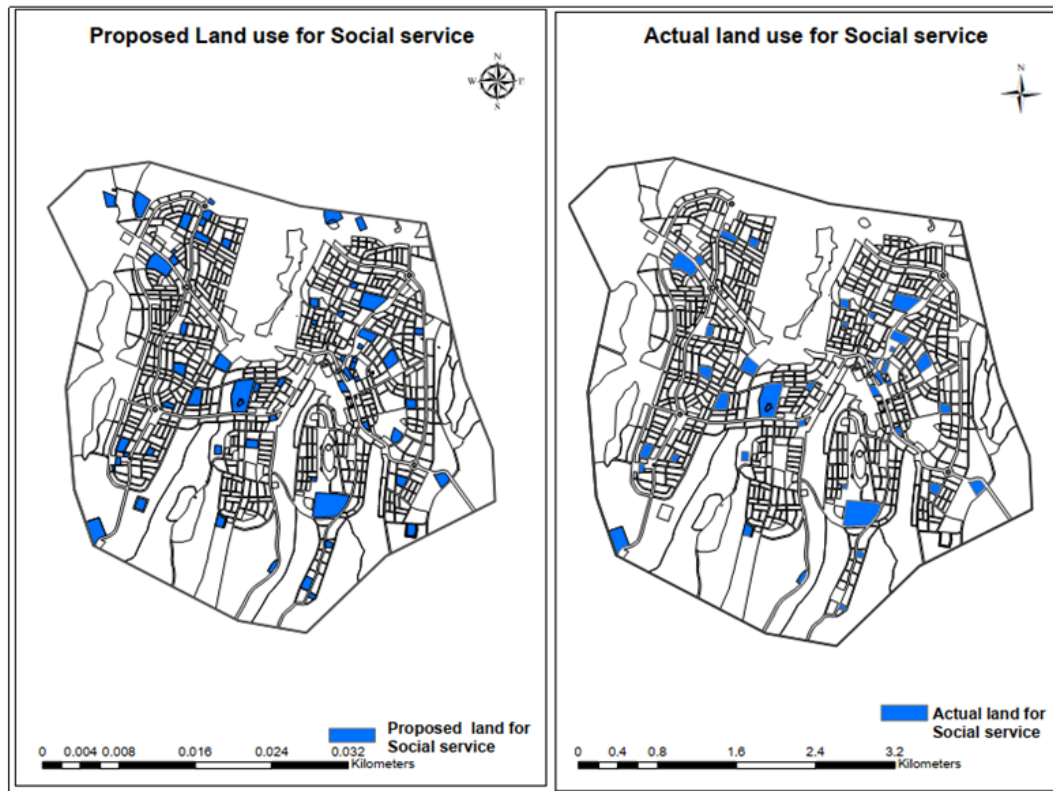 Proposed Land use for Social service
N
W E
S
Proposed land for
Social service
0 0.004 0.008 0.016 0.024 0.032
Kilometers
Actual land use for Social service
N
Actual land for
Social service
0 0.4 0.8 1.6 2.4 3.2
Kilometers